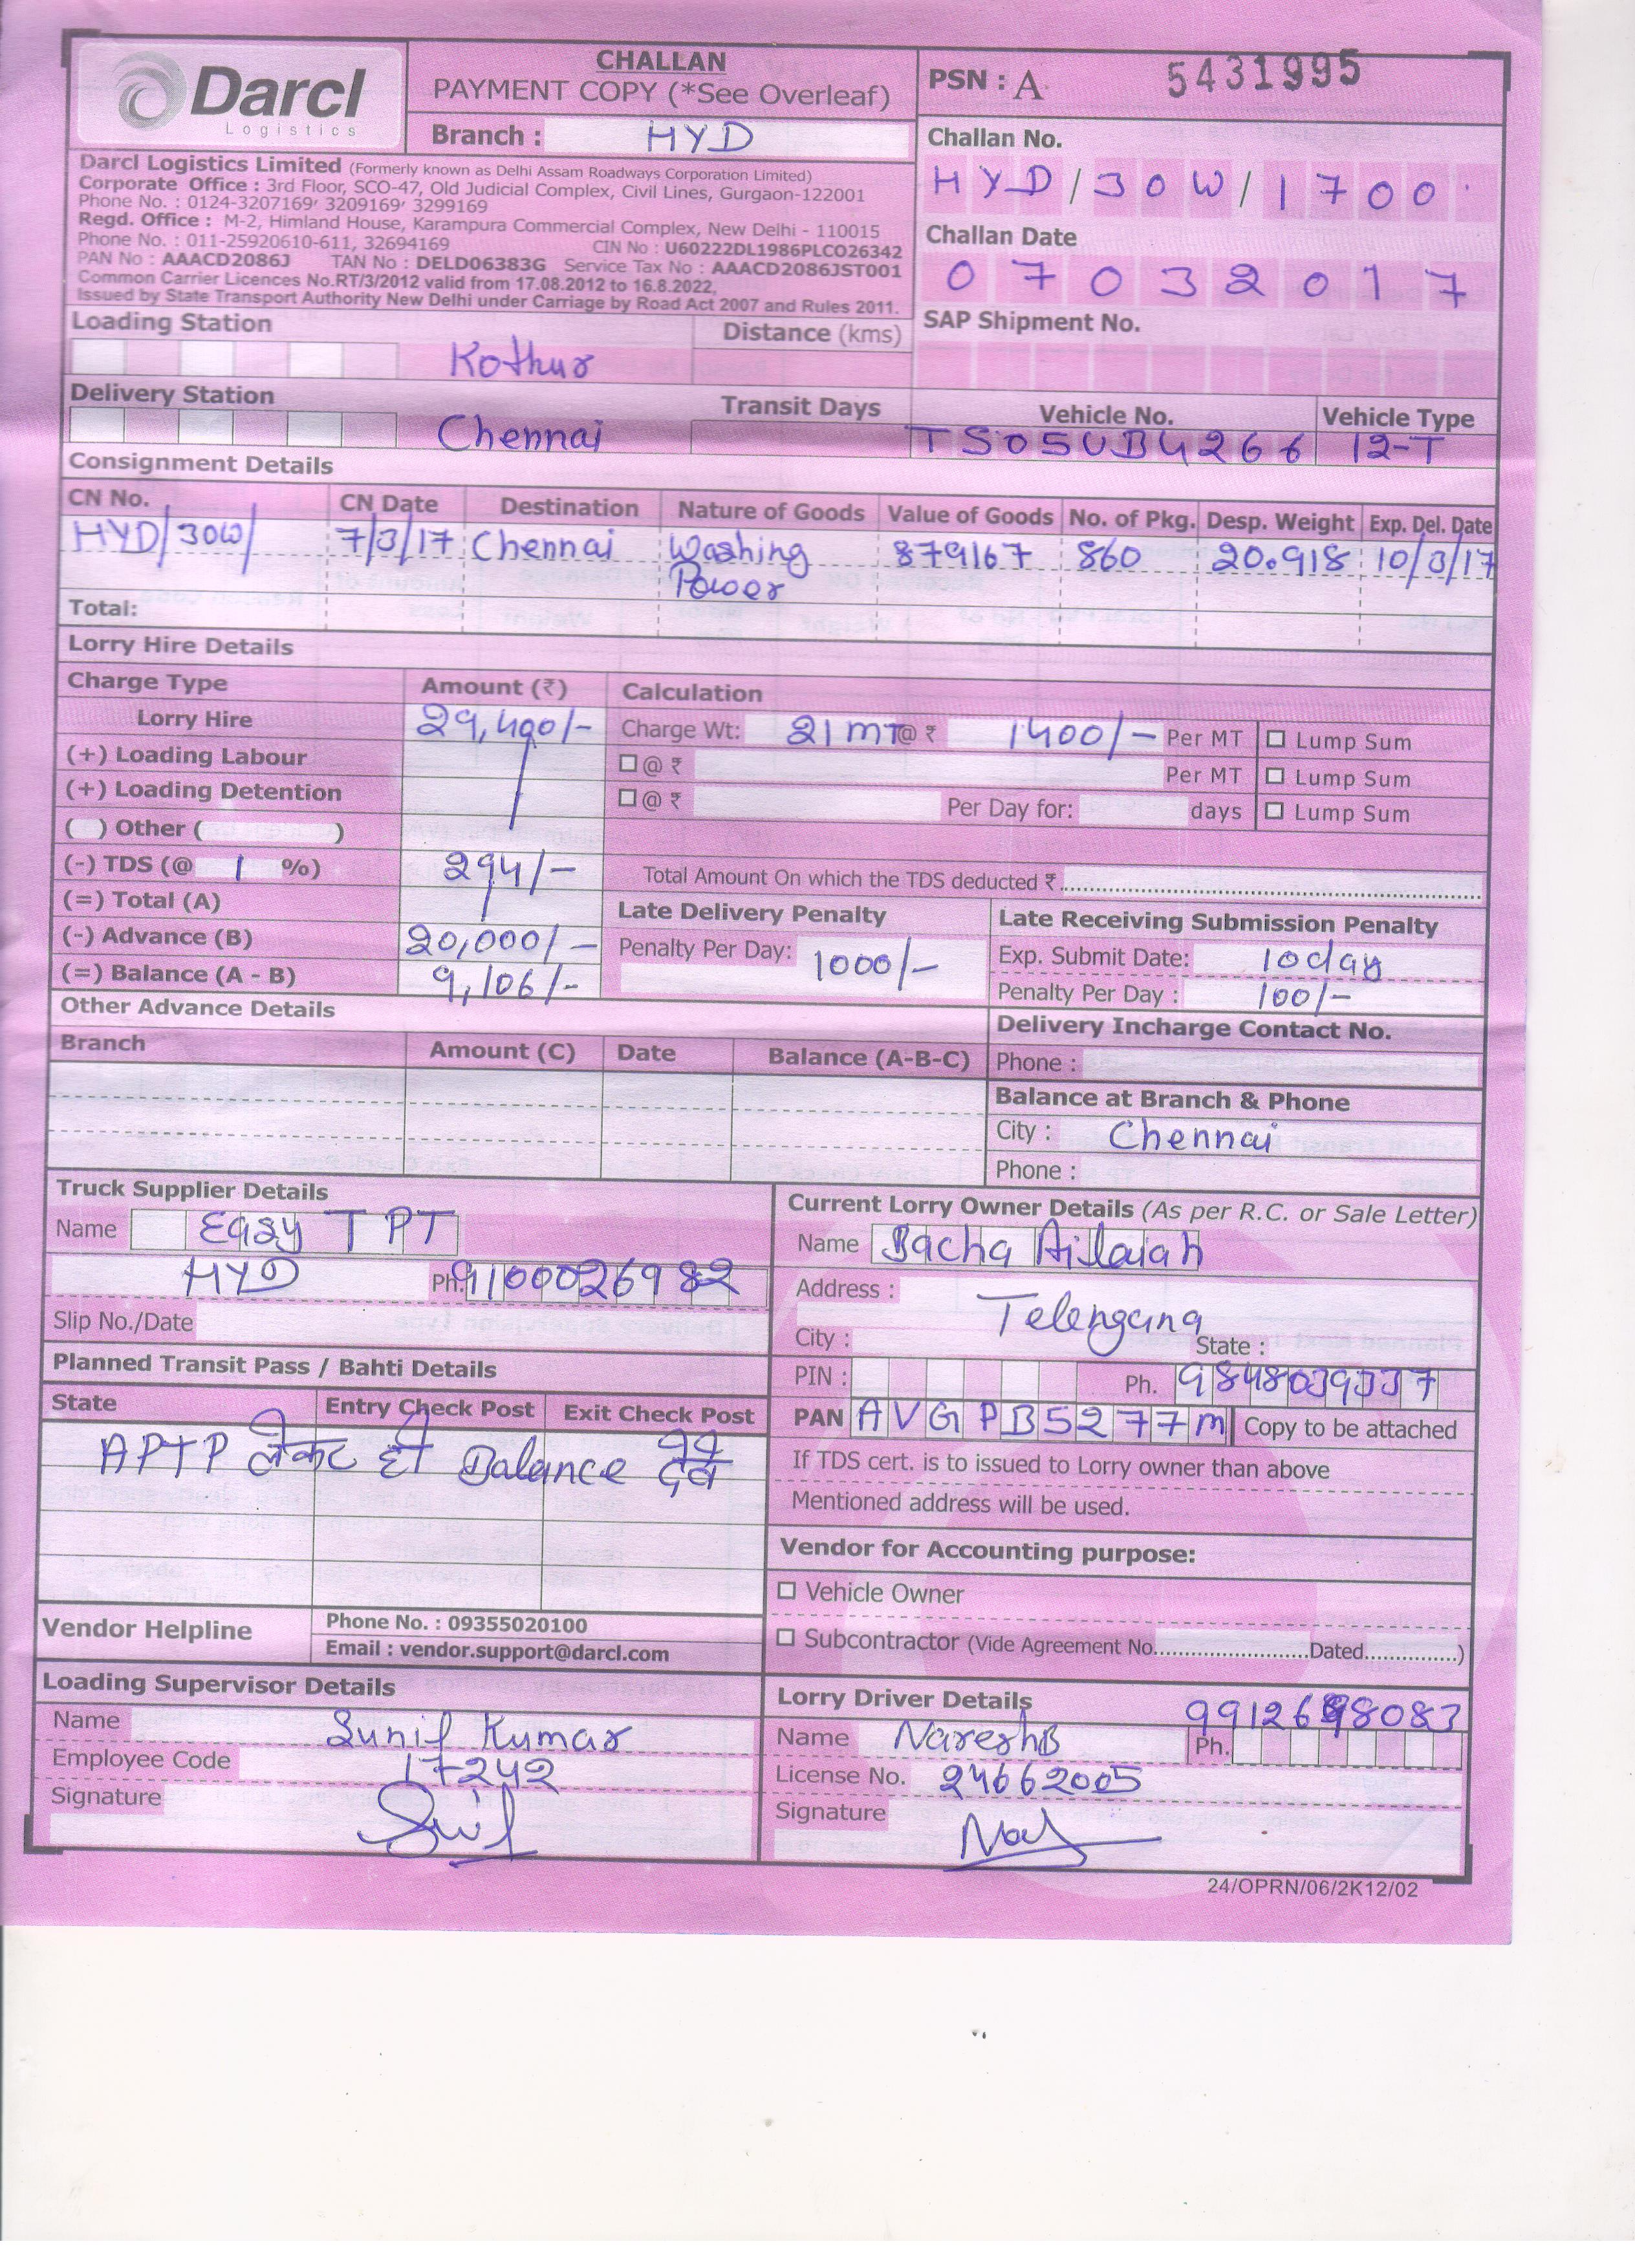 Darcl
Logistics
CHALLAN
PAYMENT COPY (*See Overleaf)
Branch : HYD
PSN : A 5431995
Darcl Logistics Limited (Formerly known as Delhi Assam Roadways Corporation Limited)
Corporate Office : 3rd Floor, SCO-47, Old Judicial Complex, Civil Lines, Gurgaon-122001
Phone No. : 0124-3207169, 3209169, 3299169
Regd. Office : M-2, Himland House, Karampura Commercial Complex, New Delhi - 110015
Phone No. : 011-25920610-611, 32694169 CIN No : U60222DL1986PLCO26342
PAN No : AAACD2086J TAN No : DELD06383G Service Tax No : AAACD2086JST001
Common Carrier Licences No.RT/3/2012 valid from 17.08.2012 to 16.8.2022,
Issued by State Transport Authority New Delhi under Carriage by Road Act 2007 and Rules 2011.
Challan No.
HYD/30W/1700
Challan Date
07032017
Loading Station Kothur Distance (kms)
SAP Shipment No.
Delivery Station Chennai Transit Days
Vehicle No. Vehicle Type
TS05UB4266 12-T
Consignment Details
CN No. CN Date Destination Nature of Goods Value of Goods No. of Pkg. Desp. Weight Exp. Del. Date
HYD/30W/ 7/3/17 Chennai Washing 879167 860 20.918 10/3/17
Power
Total:
Lorry Hire Details
Charge Type Amount (₹) Calculation
Lorry Hire 29,400/- Charge Wt: 21 MT @ ₹ 1400/- Per MT Lump Sum
(+) Loading Labour @ ₹ Per MT Lump Sum
(+) Loading Detention @ ₹ Per Day for: days Lump Sum
( ) Other ( )
(-) TDS (@ 1 %) 294/- Total Amount On which the TDS deducted ₹
(=) Total (A) Late Delivery Penalty Late Receiving Submission Penalty
(-) Advance (B) 20,000/- Penalty Per Day: 1000/- Exp. Submit Date: 10day
(=) Balance (A - B) 9,106/- Penalty Per Day : 100/-
Other Advance Details Delivery Incharge Contact No.
Branch Amount (C) Date Balance (A-B-C) Phone :
Balance at Branch & Phone
City : Chennai
Phone :
Truck Supplier Details
Name Easy TPT
HYD Ph. 9100026982
Slip No./Date
Current Lorry Owner Details (As per R.C. or Sale Letter)
Name Bacha Ailaiah
Address :
Telengana
City : State :
PIN : Ph. 9848039337
PAN AVGPB5277M Copy to be attached
If TDS cert. is to issued to Lorry owner than above
Mentioned address will be used.
Planned Transit Pass / Bahti Details
State Entry Check Post Exit Check Post
APTP Balance
Vendor for Accounting purpose:
Vehicle Owner
Subcontractor (Vide Agreement No. Dated )
Vendor Helpline Phone No. : 09355020100
Email : vendor.support@darcl.com
Loading Supervisor Details
Name Sunil Kumar
Employee Code 17242
Signature
Lorry Driver Details
Name NareshB Ph.
License No. 24662005
Signature
24/OPRN/06/2K12/02